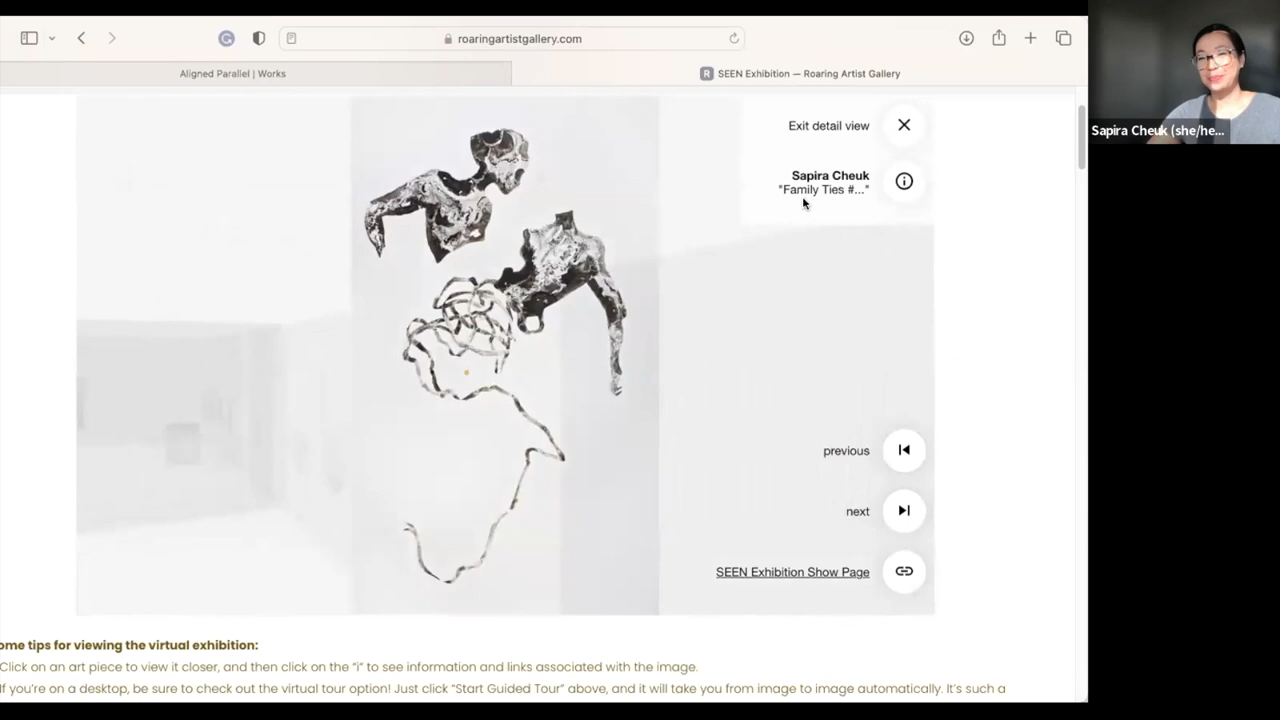 roaringartistgallery.com
Aligned Parallel | Works
R SEEN Exhibition — Roaring Artist Gallery
Exit detail view
Sapira Cheuk
"Family Ties #..."
Sapira Cheuk (she/he...
previous
next
SEEN Exhibition Show Page
ome tips for viewing the virtual exhibition:
Click on an art piece to view it closer, and then click on the "i" to see information and links associated with the image.
If you're on a desktop, be sure to check out the virtual tour option! Just click "Start Guided Tour" above, and it will take you from image to image automatically. It's such a